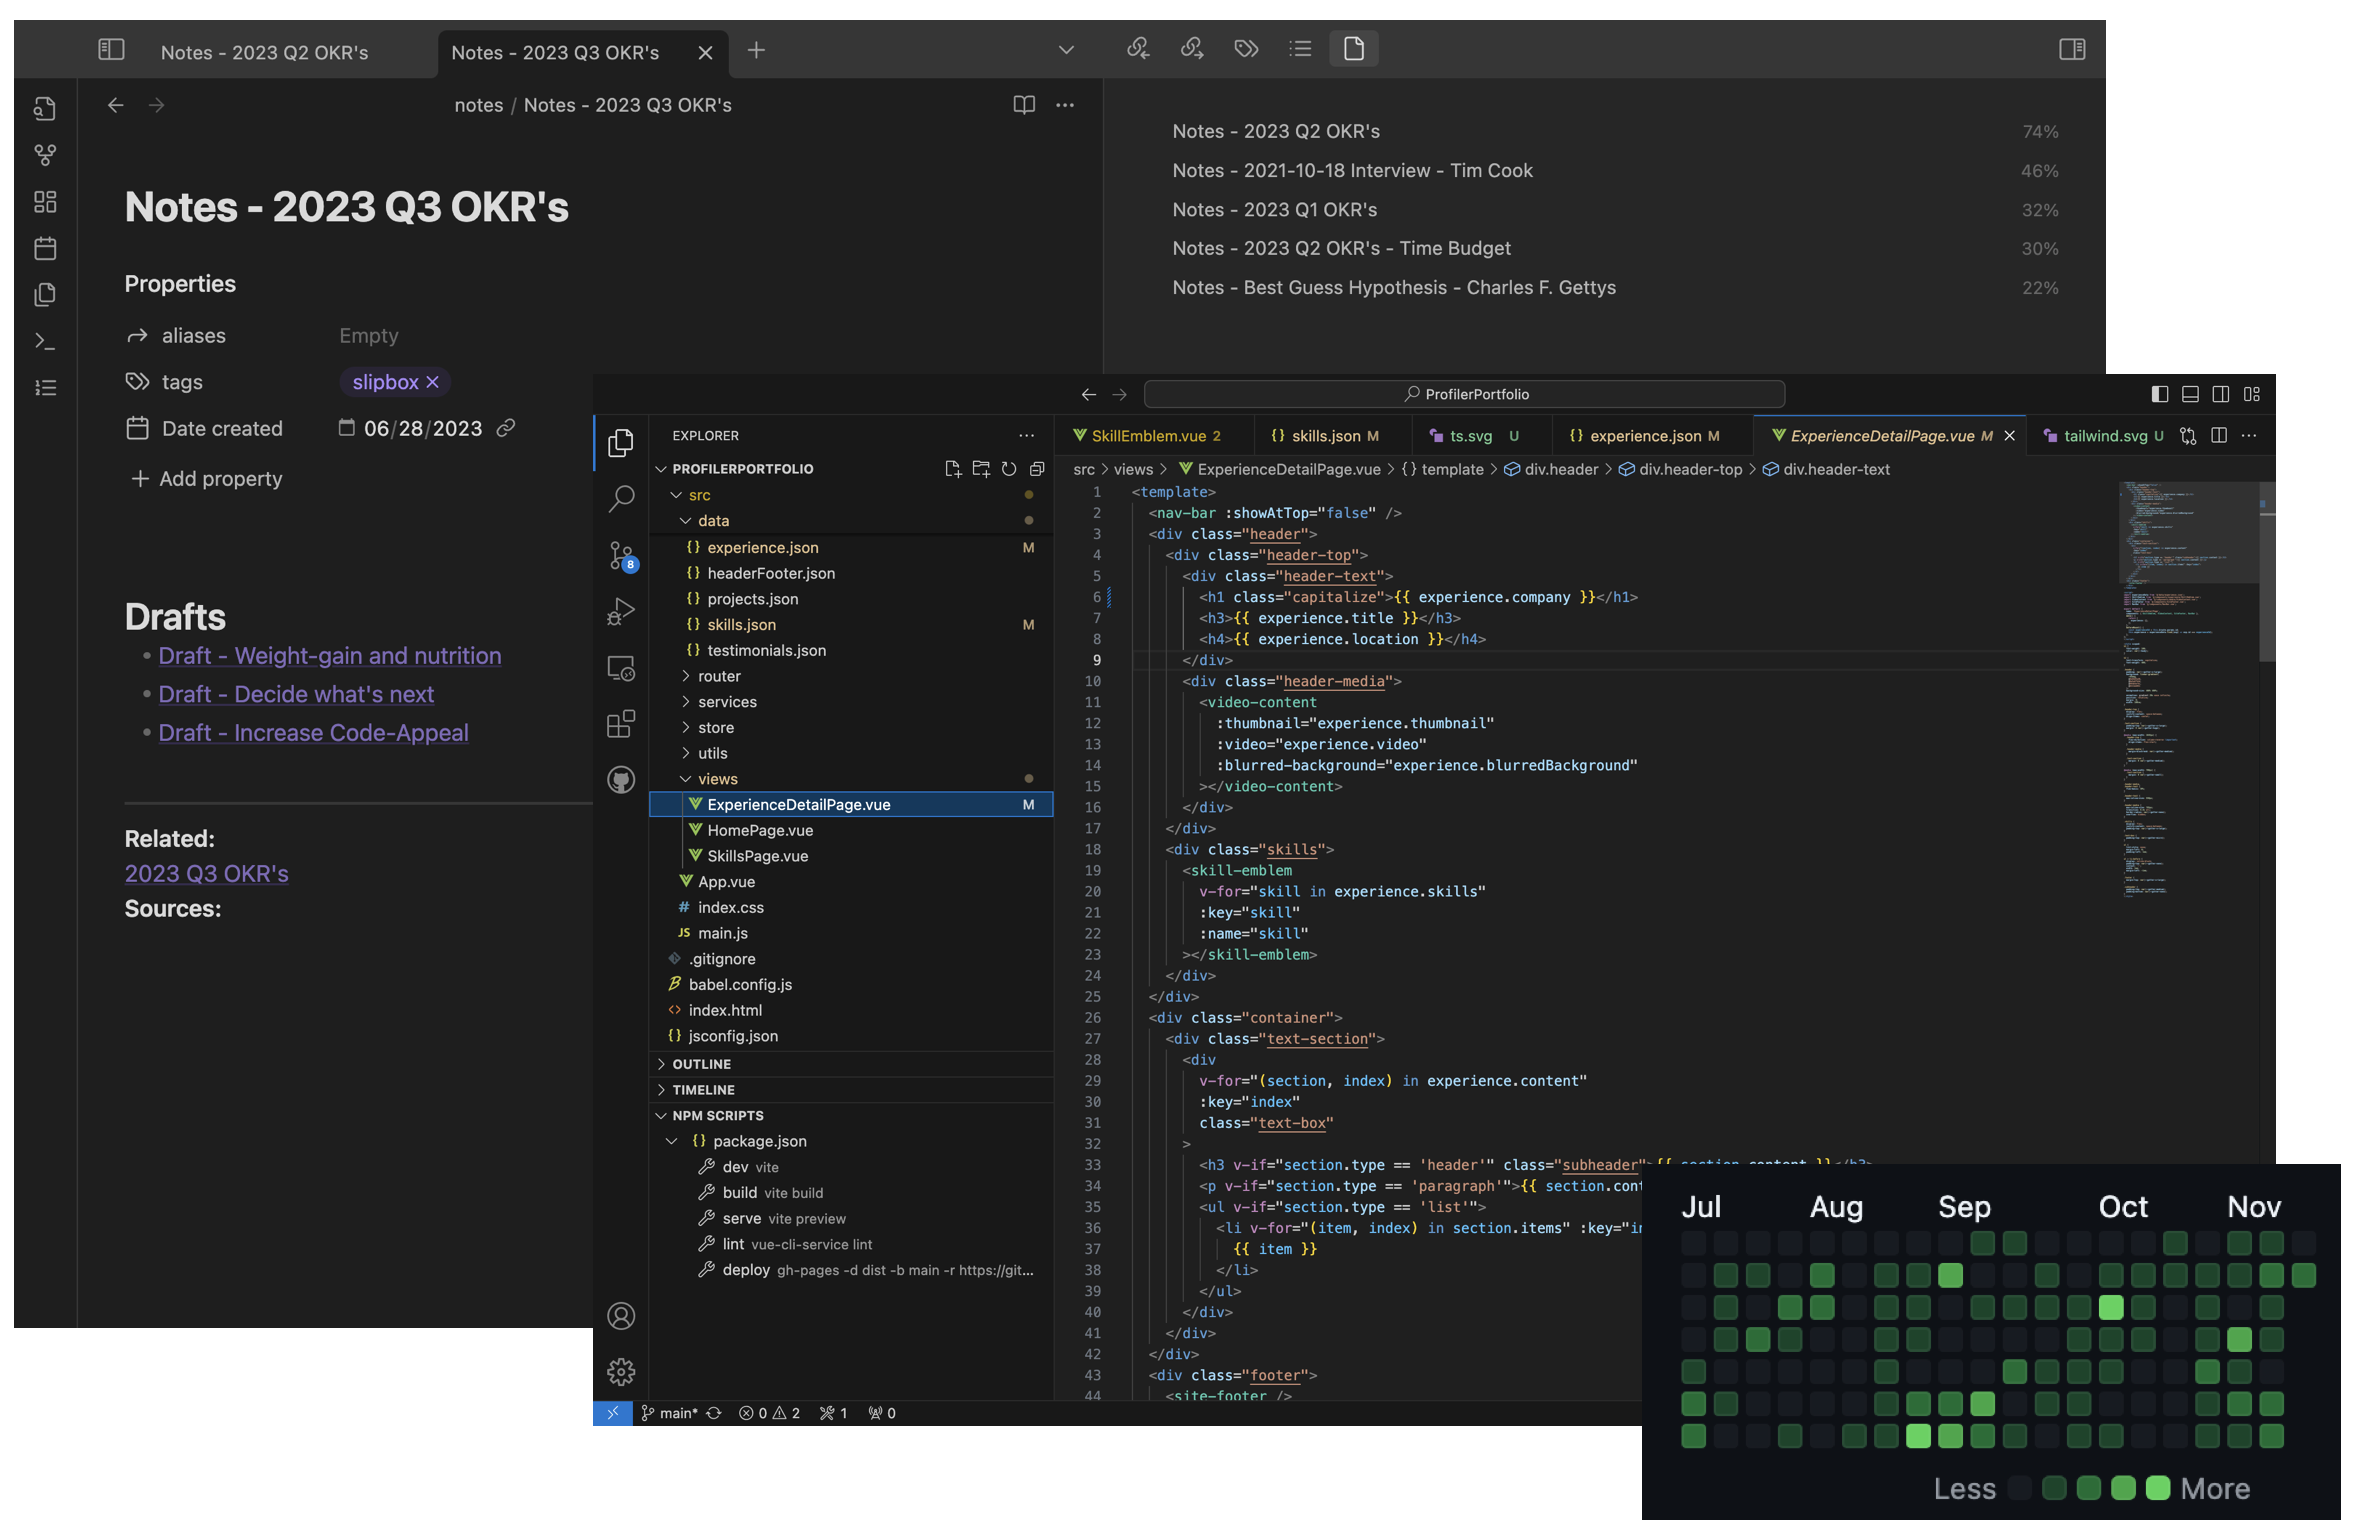 Notes - 2023 Q2 OKR's
Notes - 2023 Q3 OKR's
notes / Notes - 2023 Q3 OKR's
Notes - 2023 Q3 OKR's
Properties
aliases Empty
tags slipbox
Date created 06/28/2023
Add property
Drafts
Draft - Weight-gain and nutrition
Draft - Decide what's next
Draft - Increase Code-Appeal
Related:
2023 Q3 OKR's
Sources:
Notes - 2023 Q2 OKR's 74%
Notes - 2021-10-18 Interview - Tim Cook 46%
Notes - 2023 Q1 OKR's 32%
Notes - 2023 Q2 OKR's - Time Budget 30%
Notes - Best Guess Hypothesis - Charles F. Gettys 22%
ProfilerPortfolio
8
EXPLORER
PROFILERPORTFOLIO
src
data
experience.json M
headerFooter.json
projects.json
skills.json M
testimonials.json
router
services
store
utils
views
ExperienceDetailPage.vue M
HomePage.vue
SkillsPage.vue
App.vue
index.css
JS main.js
.gitignore
babel.config.js
index.html
jsconfig.json
OUTLINE
TIMELINE
NPM SCRIPTS
package.json
dev vite
build vite build
serve vite preview
lint vue-cli-service lint
deploy gh-pages -d dist -b main -r https://git...
SkillEmblem.vue 2
{} skills.json M
ts.svg U
{} experience.json M
ExperienceDetailPage.vue M
tailwind.svg U
src > views > ExperienceDetailPage.vue > {} template > div.header > div.header-top > div.header-text
1 <template>
2 <nav-bar :showAtTop="false" />
3 <div class="header">
4 <div class="header-top">
5 <div class="header-text">
6 <h1 class="capitalize">{{ experience.company }}</h1>
7 <h3>{{ experience.title }}</h3>
8 <h4>{{ experience.location }}</h4>
9 </div>
10 <div class="header-media">
11 <video-content
12 :thumbnail="experience.thumbnail"
13 :video="experience.video"
14 :blurred-background="experience.blurredBackground"
15 ></video-content>
16 </div>
17 </div>
18 <div class="skills">
19 <skill-emblem
20 v-for="skill in experience.skills"
21 :key="skill"
22 :name="skill"
23 ></skill-emblem>
24 </div>
25 </div>
26 <div class="container">
27 <div class="text-section">
28 <div
29 v-for="(section, index) in experience.content"
30 :key="index"
31 class="text-box"
32 >
33 <h3 v-if="section.type == 'header'" class="subheader">{{ section.content }}</h3>
34 <p v-if="section.type == 'paragraph'">{{ section.cont
35 <ul v-if="section.type == 'list'">
36 <li v-for="(item, index) in section.items" :key="in
37 {{ item }}
38 </li>
39 </ul>
40 </div>
41 </div>
42 </div>
43 <div class="footer">
44 <site-footer />
main* 0 2 1 0
Jul Aug Sep Oct Nov
Less More